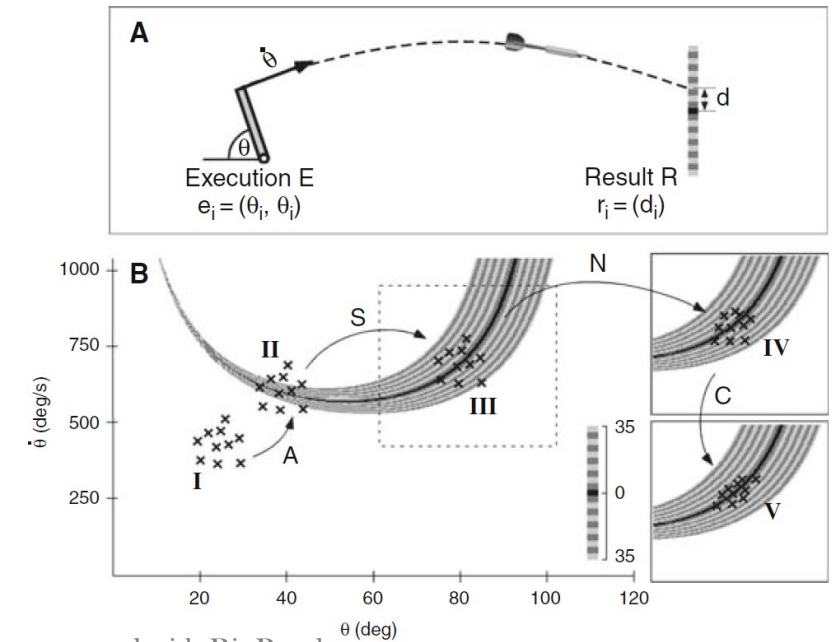 A
θ̇
θ
d
Execution E
eᵢ = (θᵢ, θᵢ)
Result R
rᵢ = (dᵢ)
B
1000
750
500
250
θ̇ (deg/s)
I
II
III
A
S
N
IV
C
V
35
0
35
20
40
60
80
100
120
θ (deg)